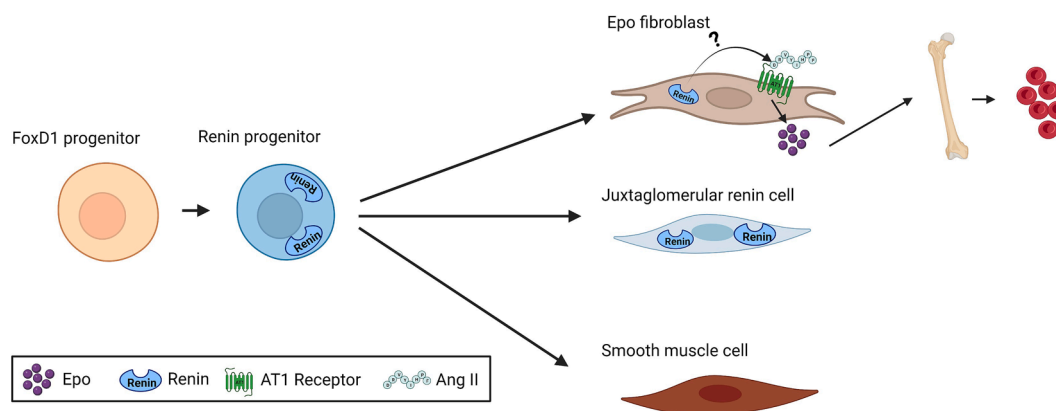 Epo fibroblast
?
Renin
FoxD1 progenitor
Renin progenitor
Renin
Renin
Juxtaglomerular renin cell
Renin
Renin
Smooth muscle cell
Epo
Renin
Renin
AT1 Receptor
Ang II